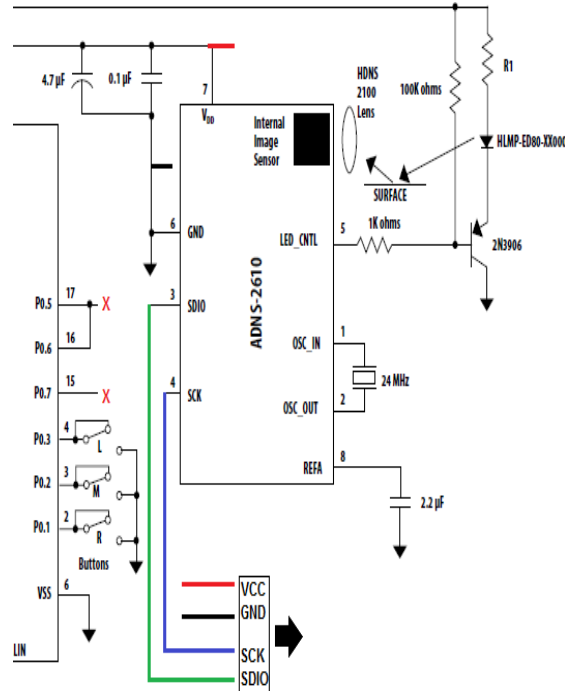 4.7 µF
0.1 µF
7
VDD
Internal
Image
Sensor
HDNS
2100
Lens
100K ohms
R1
HLMP-ED80-XX000
SURFACE
6
GND
LED_CNTL
5
1K ohms
2N3906
ADNS-2610
P0.5
17
X
3
SDIO
P0.6
16
OSC_IN
1
24 MHz
P0.7
15
X
4
SCK
OSC_OUT
2
P0.3
4
L
P0.2
3
M
REFA
8
P0.1
2
R
2.2 µF
Buttons
VSS
6
LIN
VCC
GND
SCK
SDIO